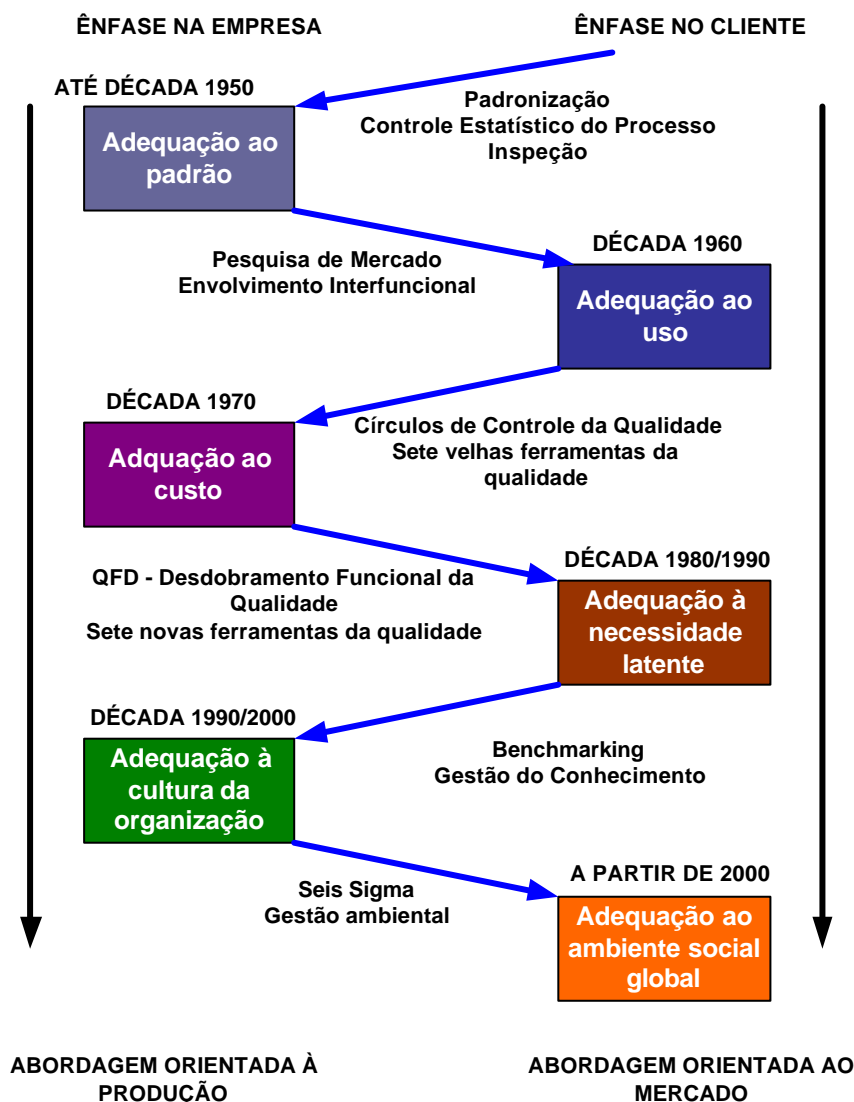 ÊNFASE NA EMPRESA
ÊNFASE NO CLIENTE
ATÉ DÉCADA 1950
Adequação ao
padrão
Padronização
Controle Estatístico do Processo
Inspeção
Pesquisa de Mercado
Envolvimento Interfuncional
DÉCADA 1960
Adequação ao
uso
DÉCADA 1970
Adquação ao
custo
Círculos de Controle da Qualidade
Sete velhas ferramentas da
qualidade
QFD - Desdobramento Funcional da
Qualidade
Sete novas ferramentas da qualidade
DÉCADA 1980/1990
Adequação à
necessidade
latente
DÉCADA 1990/2000
Adequação à
cultura da
organização
Benchmarking
Gestão do Conhecimento
Seis Sigma
Gestão ambiental
A PARTIR DE 2000
Adequação ao
ambiente social
global
ABORDAGEM ORIENTADA À
PRODUÇÃO
ABORDAGEM ORIENTADA AO
MERCADO